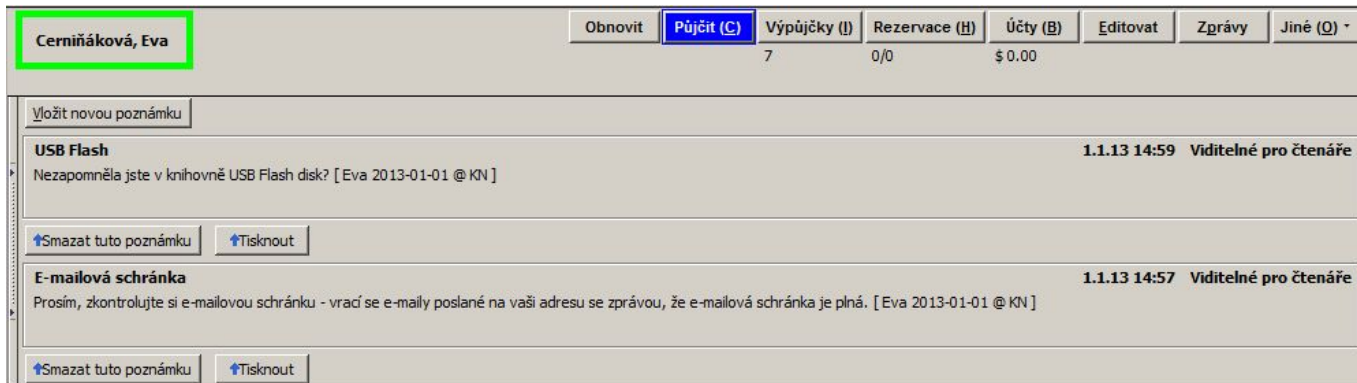 Cerniňáková, Eva
Obnovit Půjčit (C) Výpůjčky (I) Rezervace (H) Účty (B) Editovat Zprávy Jiné (O)
7 0/0 $ 0.00
Vložit novou poznámku
USB Flash 1.1.13 14:59 Viditelné pro čtenáře
Nezapomněla jste v knihovně USB Flash disk? [ Eva 2013-01-01 @ KN ]
Smazat tuto poznámku Tisknout
E-mailová schránka 1.1.13 14:57 Viditelné pro čtenáře
Prosím, zkontrolujte si e-mailovou schránku - vrací se e-maily poslané na vaši adresu se zprávou, že e-mailová schránka je plná. [ Eva 2013-01-01 @ KN ]
Smazat tuto poznámku Tisknout